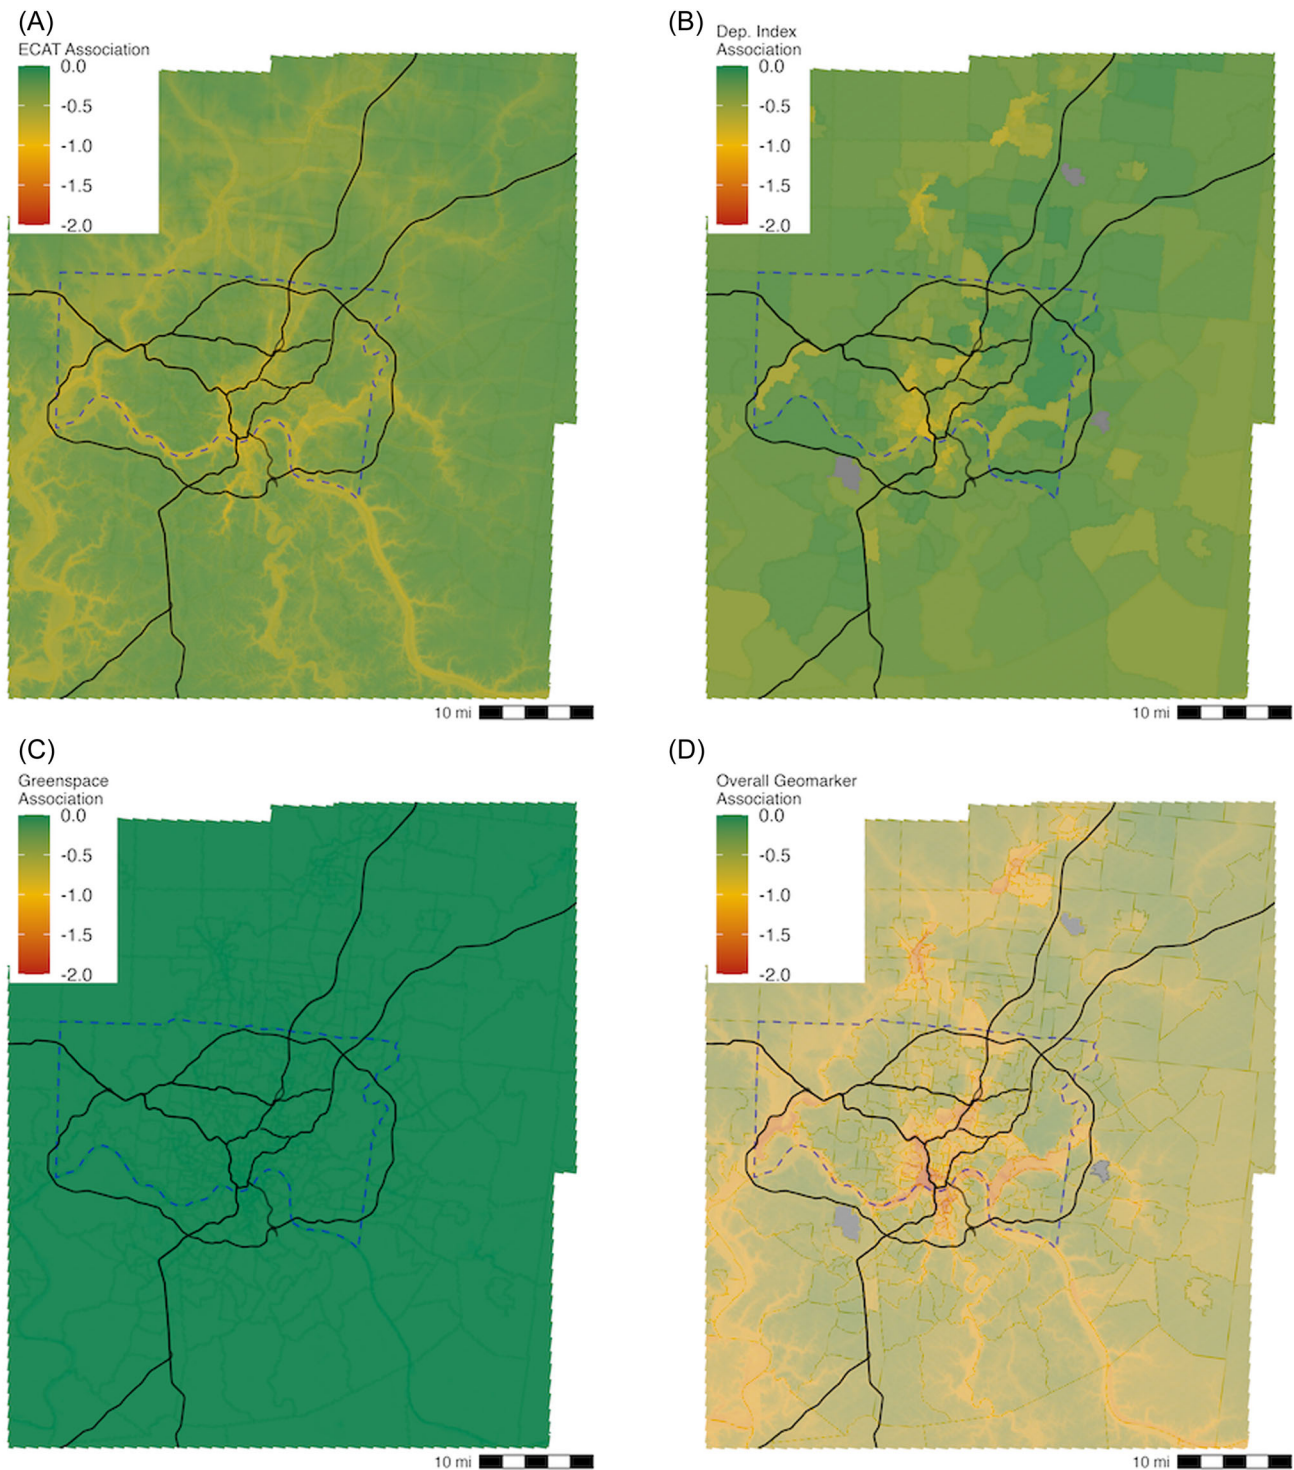 (A)
ECAT Association
0.0
-0.5
-1.0
-1.5
-2.0
10 mi
(B)
Dep. Index
Association
0.0
-0.5
-1.0
-1.5
-2.0
10 mi
(C)
Greenspace
Association
0.0
-0.5
-1.0
-1.5
-2.0
10 mi
(D)
Overall Geomarker
Association
0.0
-0.5
-1.0
-1.5
-2.0
10 mi